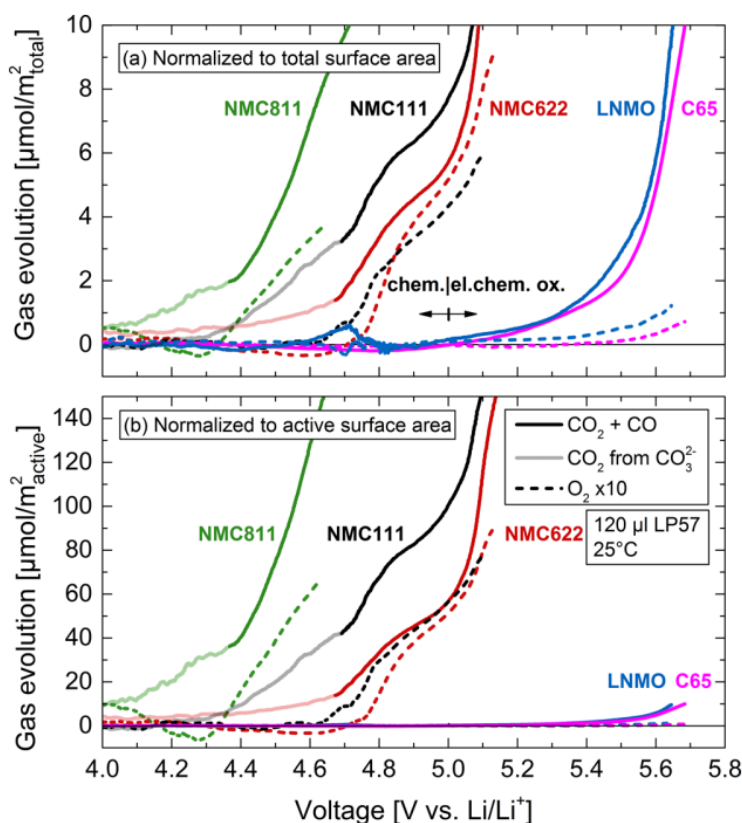 (a) Normalized to total surface area
NMC811 NMC111 NMC622 LNMO C65
chem.|el.chem. ox.
10
8
6
4
2
0
Gas evolution [µmol/m²total]
(b) Normalized to active surface area
CO₂ + CO
CO₂ from CO₃²⁻
O₂ x10
120 µl LP57
25°C
NMC811 NMC111 NMC622
LNMO C65
140
120
100
80
60
40
20
0
Gas evolution [µmol/m²active]
4.0 4.2 4.4 4.6 4.8 5.0 5.2 5.4 5.6 5.8
Voltage [V vs. Li/Li⁺]